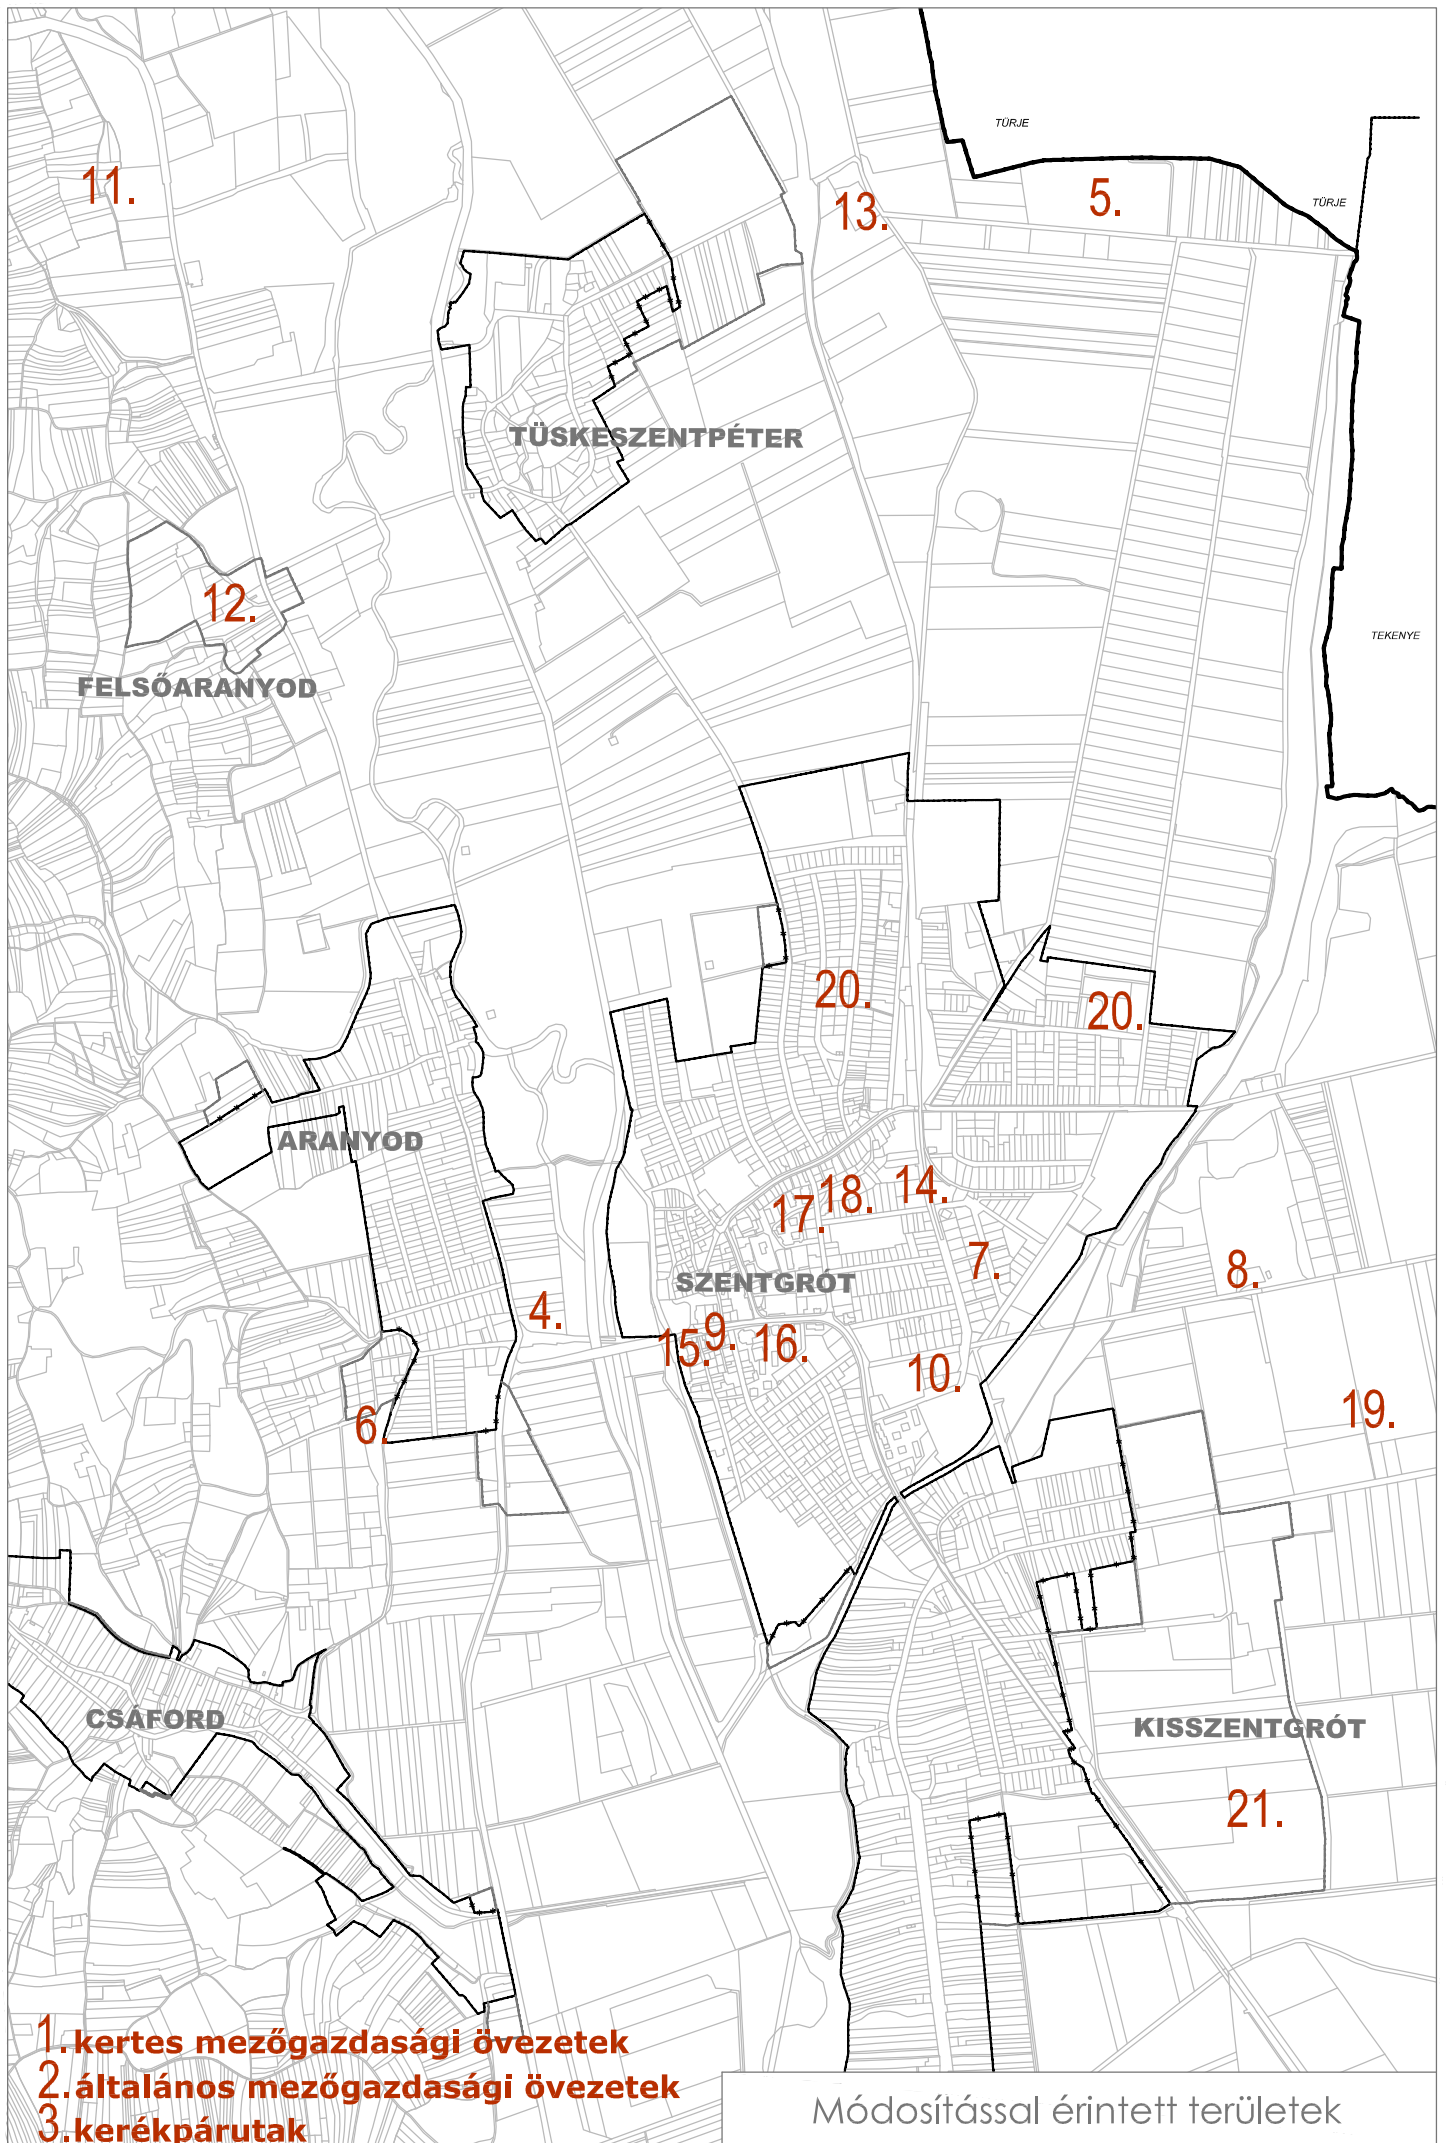 TÜRJE
11.
5.
TÜRJE
13.
TÜSKESZENTPÉTER
12.
TEKENYE
FELSŐARANYOD
20.
20.
ARANYOD
14.
18.
17.
7.
8.
SZENTGRÓT
4.
9.
15.
16.
10.
19.
6.
CSÁFORD
KISSZENTGRÓT
21.
1. kertes mezőgazdasági övezetek
2. általános mezőgazdasági övezetek
3. kerékpárutak
Módosítással érintett területek